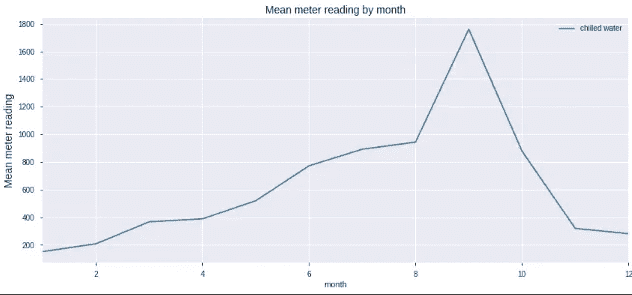 Mean meter reading by month
chilled water
Mean meter reading
1800
1600
1400
1200
1000
800
600
400
200
2 4 6 8 10 12
month